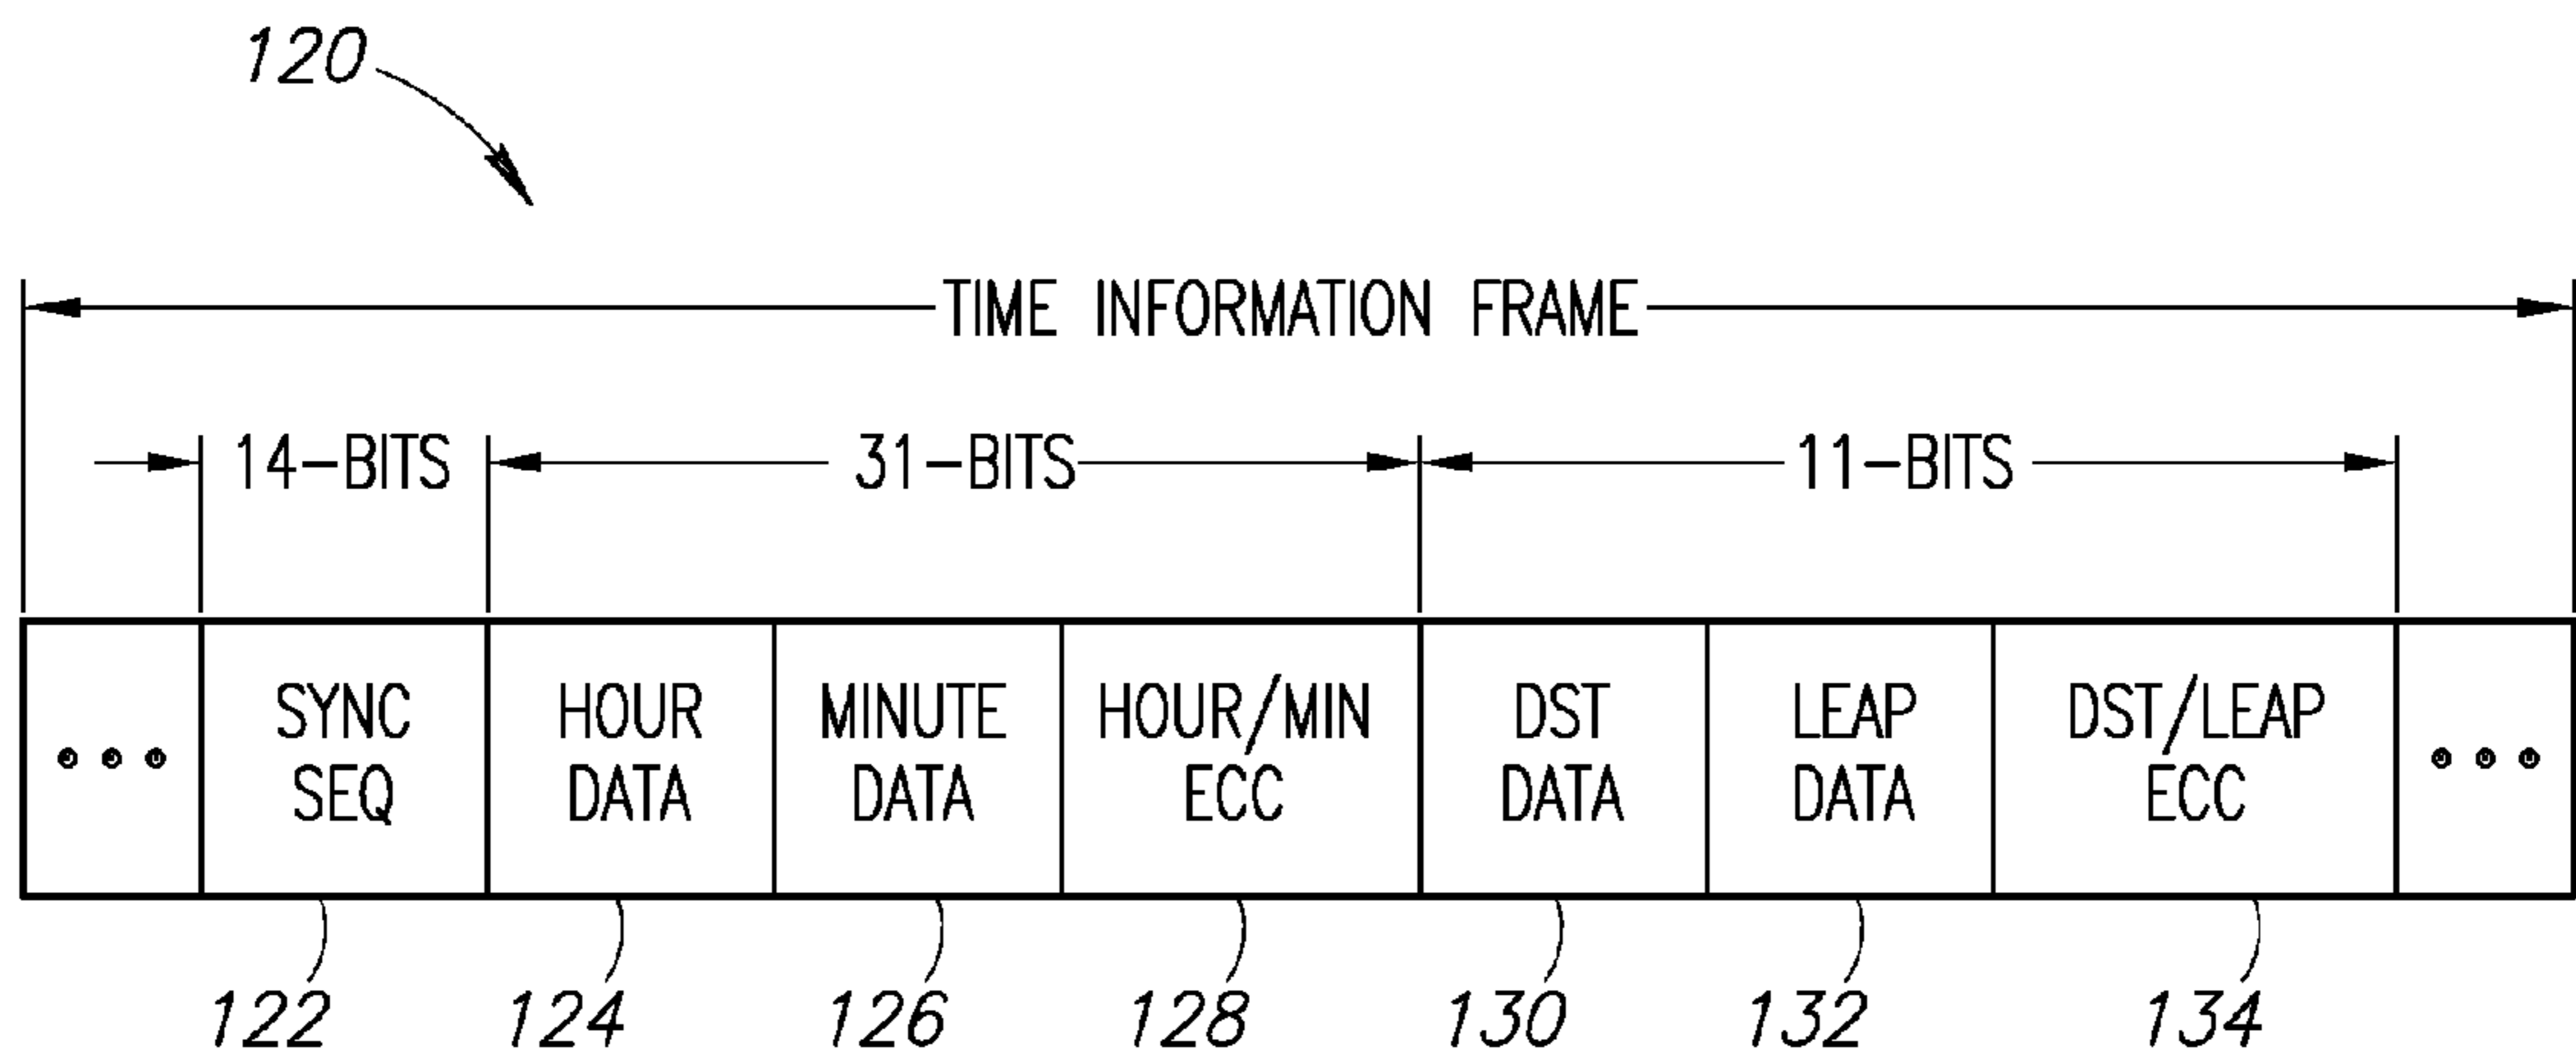 120
TIME INFORMATION FRAME
14-BITS 31-BITS 11-BITS
••• SYNC SEQ HOUR DATA MINUTE DATA HOUR/MIN ECC DST DATA LEAP DATA DST/LEAP ECC •••
122 124 126 128 130 132 134